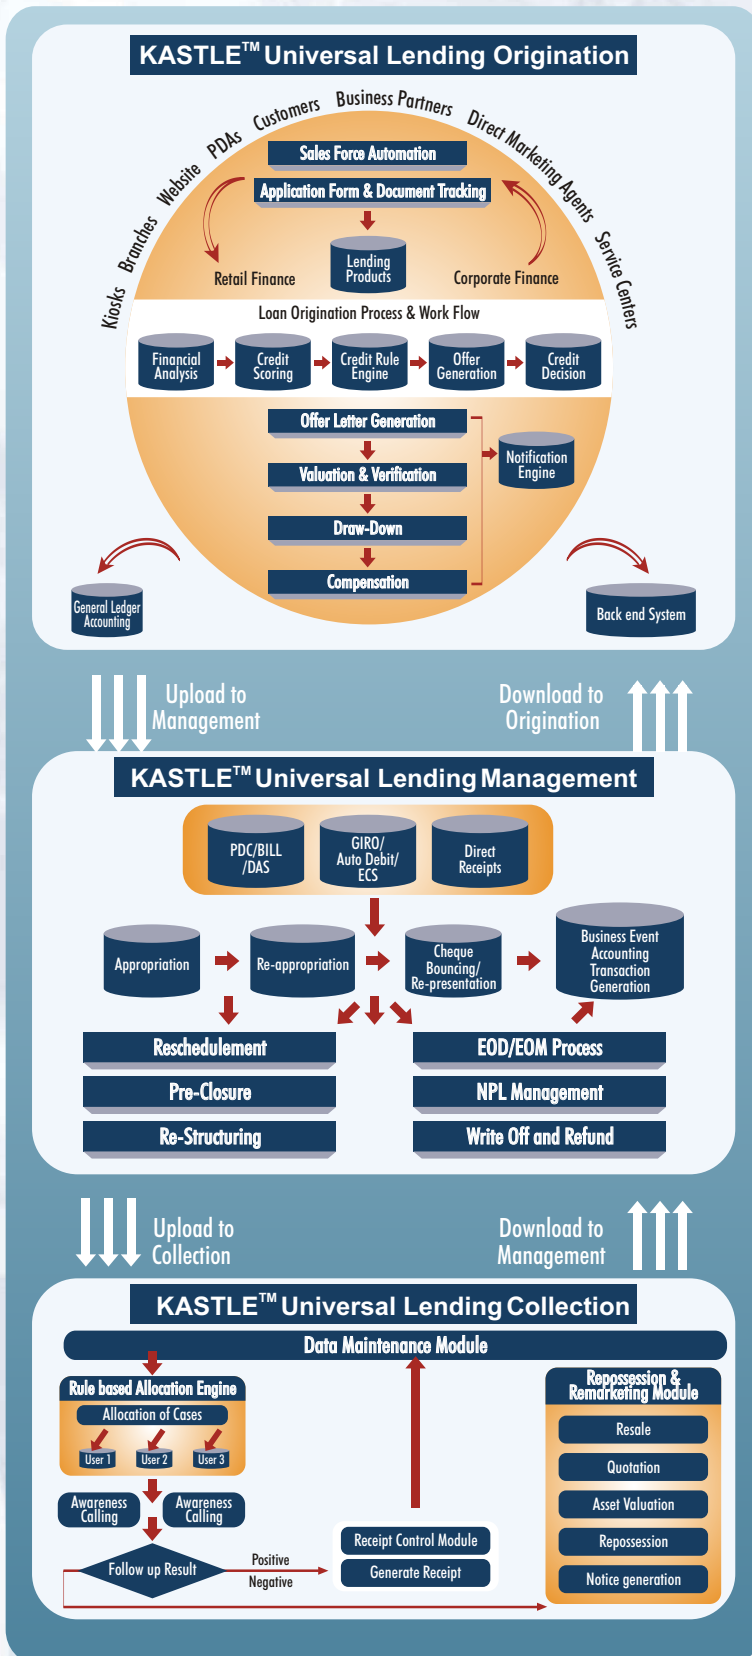 KASTLE™ Universal Lending Origination
Kiosks Branches Website PDAs Customers Business Partners Direct Marketing Agents Service Centers
Sales Force Automation
Application Form & Document Tracking
Lending
Products
Retail Finance
Corporate Finance
Loan Origination Process & Work Flow
Financial
Analysis
Credit
Scoring
Credit Rule
Engine
Offer
Generation
Credit
Decision
Offer Letter Generation
Valuation & Verification
Notification
Engine
Draw-Down
Compensation
General Ledger
Accounting
Back end System
Upload to
Management
Download to
Origination
KASTLE™ Universal Lending Management
PDC/BILL
/DAS
GIRO/
Auto Debit/
ECS
Direct
Receipts
Appropriation
Re-appropriation
Cheque
Bouncing/
Re-presentation
Business Event
Accounting
Transaction
Generation
Reschedulement
EOD/EOM Process
Pre-Closure
NPL Management
Re-Structuring
Write Off and Refund
Upload to
Collection
Download to
Management
KASTLE™ Universal Lending Collection
Data Maintenance Module
Rule based Allocation Engine
Allocation of Cases
User 1
User 2
User 3
Awareness
Calling
Awareness
Calling
Follow up Result
Positive
Negative
Receipt Control Module
Generate Receipt
Repossession &
Remarketing Module
Resale
Quotation
Asset Valuation
Repossession
Notice generation